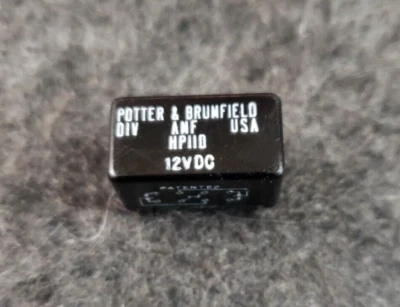 POTTER & BRUMFIELD
DIV AMF USA
HP11D
12VDC
PATENTED